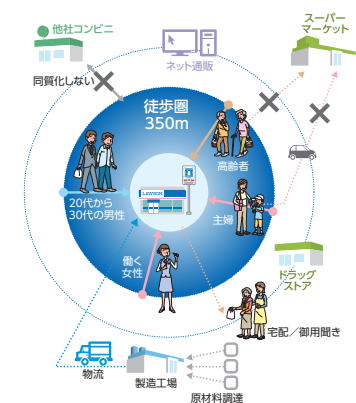 他社コンビニ
スーパー
マーケット
ネット通販
同質化しない
徒歩圏
350m
高齢者
LAWSON
20代から
30代の男性
主婦
働く
女性
ドラッグ
ストア
宅配／御用聞き
物流
製造工場
原材料調達